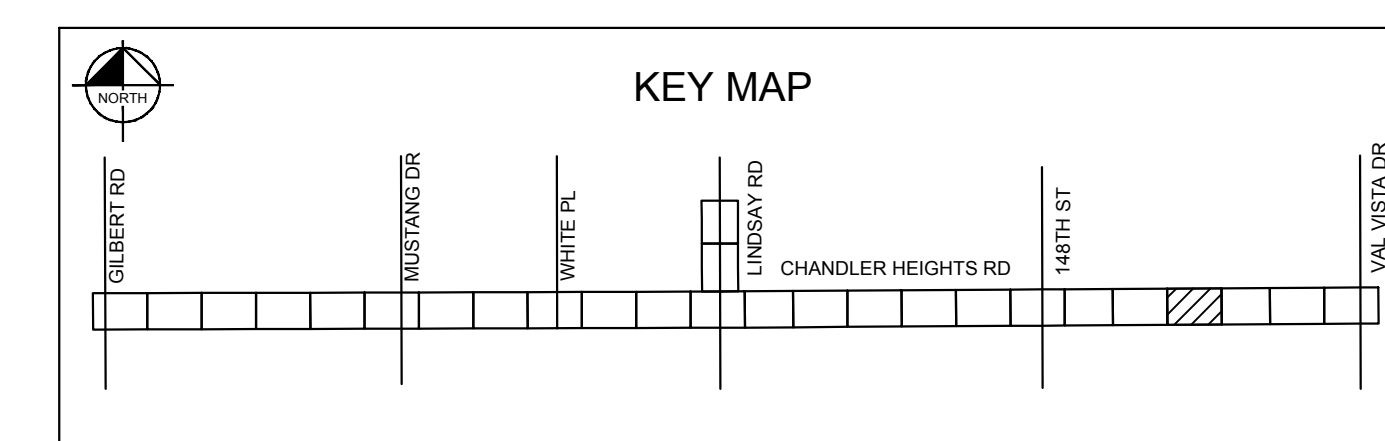 KEY MAP
NORTH
GILBERT RD
MUSTANG DR
WHITE PL
LINDSAY RD
CHANDLER HEIGHTS RD
148TH ST
VAL VISTA DR